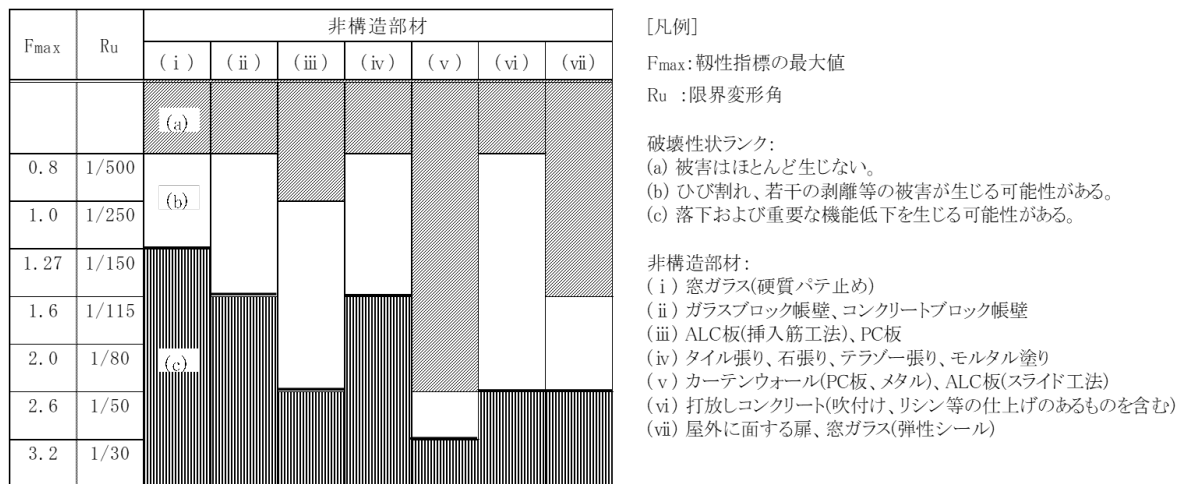 Fmax Ru 非構造部材
(ⅰ) (ⅱ) (ⅲ) (ⅳ) (ⅴ) (ⅵ) (ⅶ)
(a)
0.8 1/500
(b)
1.0 1/250
1.27 1/150
1.6 1/115
2.0 1/80
(c)
2.6 1/50
3.2 1/30
[凡例]
Fmax:靱性指標の最大値
Ru :限界変形角
破壊性状ランク:
(a) 被害はほとんど生じない。
(b) ひび割れ、若干の剥離等の被害が生じる可能性がある。
(c) 落下および重要な機能低下を生じる可能性がある。
非構造部材:
(ⅰ) 窓ガラス(硬質パテ止め)
(ⅱ) ガラスブロック帳壁、コンクリートブロック帳壁
(ⅲ) ALC板(挿入筋工法)、PC板
(ⅳ) タイル張り、石張り、テラゾー張り、モルタル塗り
(ⅴ) カーテンウォール(PC板、メタル)、ALC板(スライド工法)
(ⅵ) 打放しコンクリート(吹付け、リシン等の仕上げのあるものを含む)
(ⅶ) 屋外に面する扉、窓ガラス(弾性シール)